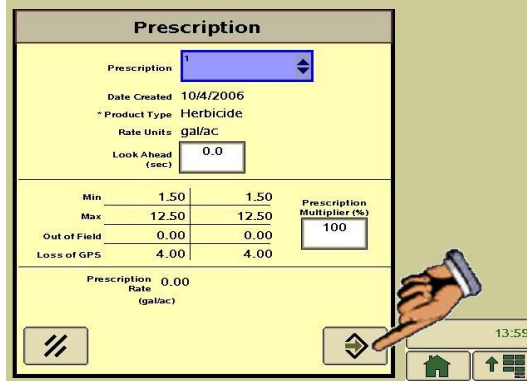 Prescription
Prescription 1
Date Created 10/4/2006
* Product Type Herbicide
Rate Units gal/ac
Look Ahead (sec) 0.0
Min 1.50 1.50
Max 12.50 12.50
Out of Field 0.00 0.00
Loss of GPS 4.00 4.00
Prescription Multiplier (%)
100
Prescription Rate (gal/ac) 0.00
13:59